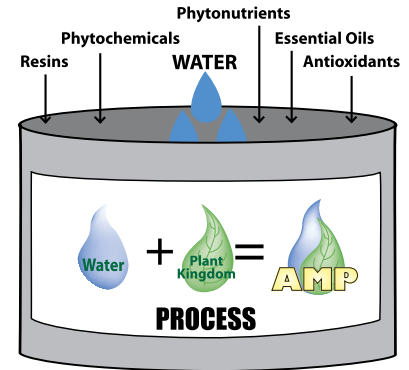 Phytonutrients
Phytochemicals
Essential Oils
Resins
WATER
Antioxidants
Water
+
Plant
Kingdom
=
AMP
PROCESS